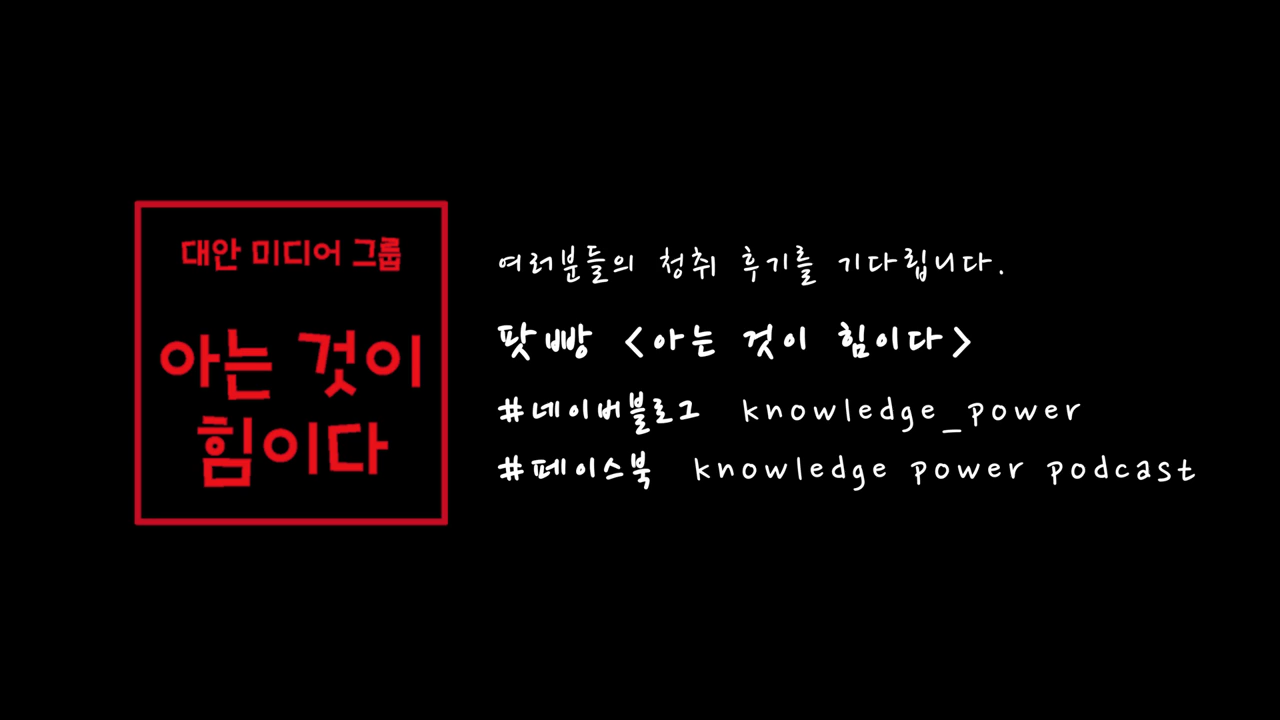 대안 미디어 그룹
아는 것이
힘이다
여러분들의 청취 후기를 기다립니다.
팟빵 <아는 것이 힘이다>
#네이버블로그 knowledge_power
#페이스북 knowledge power podcast